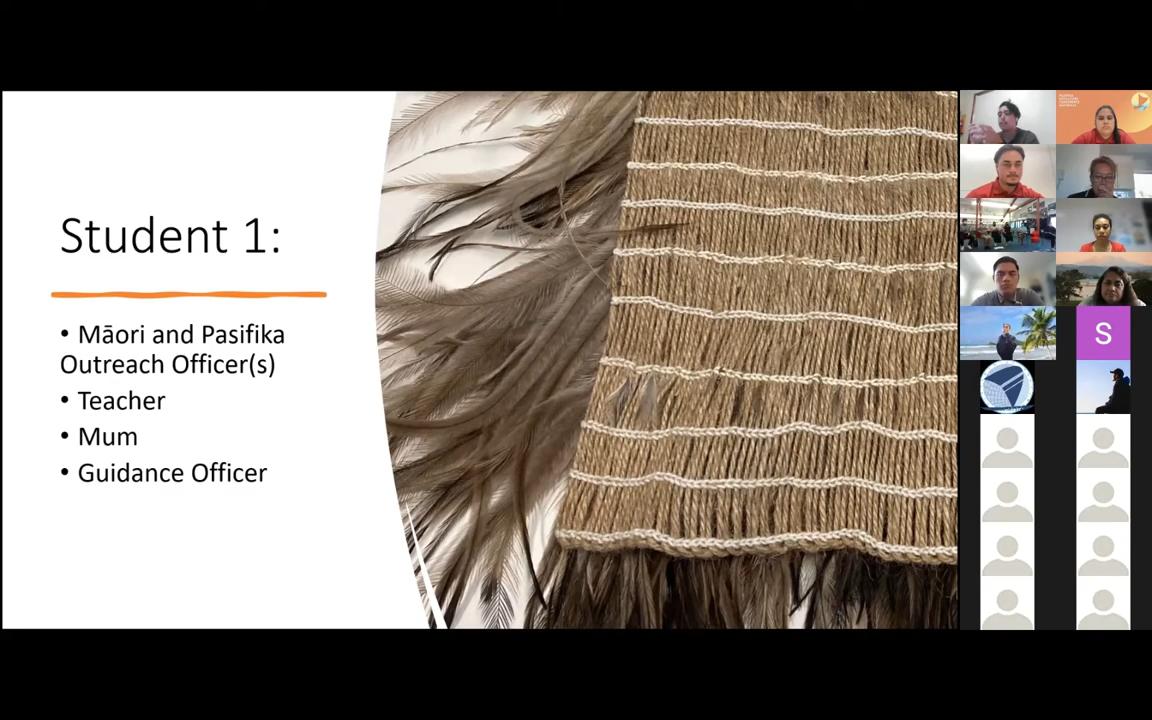 Student 1:
• Māori and Pasifika
Outreach Officer(s)
• Teacher
• Mum
• Guidance Officer
S